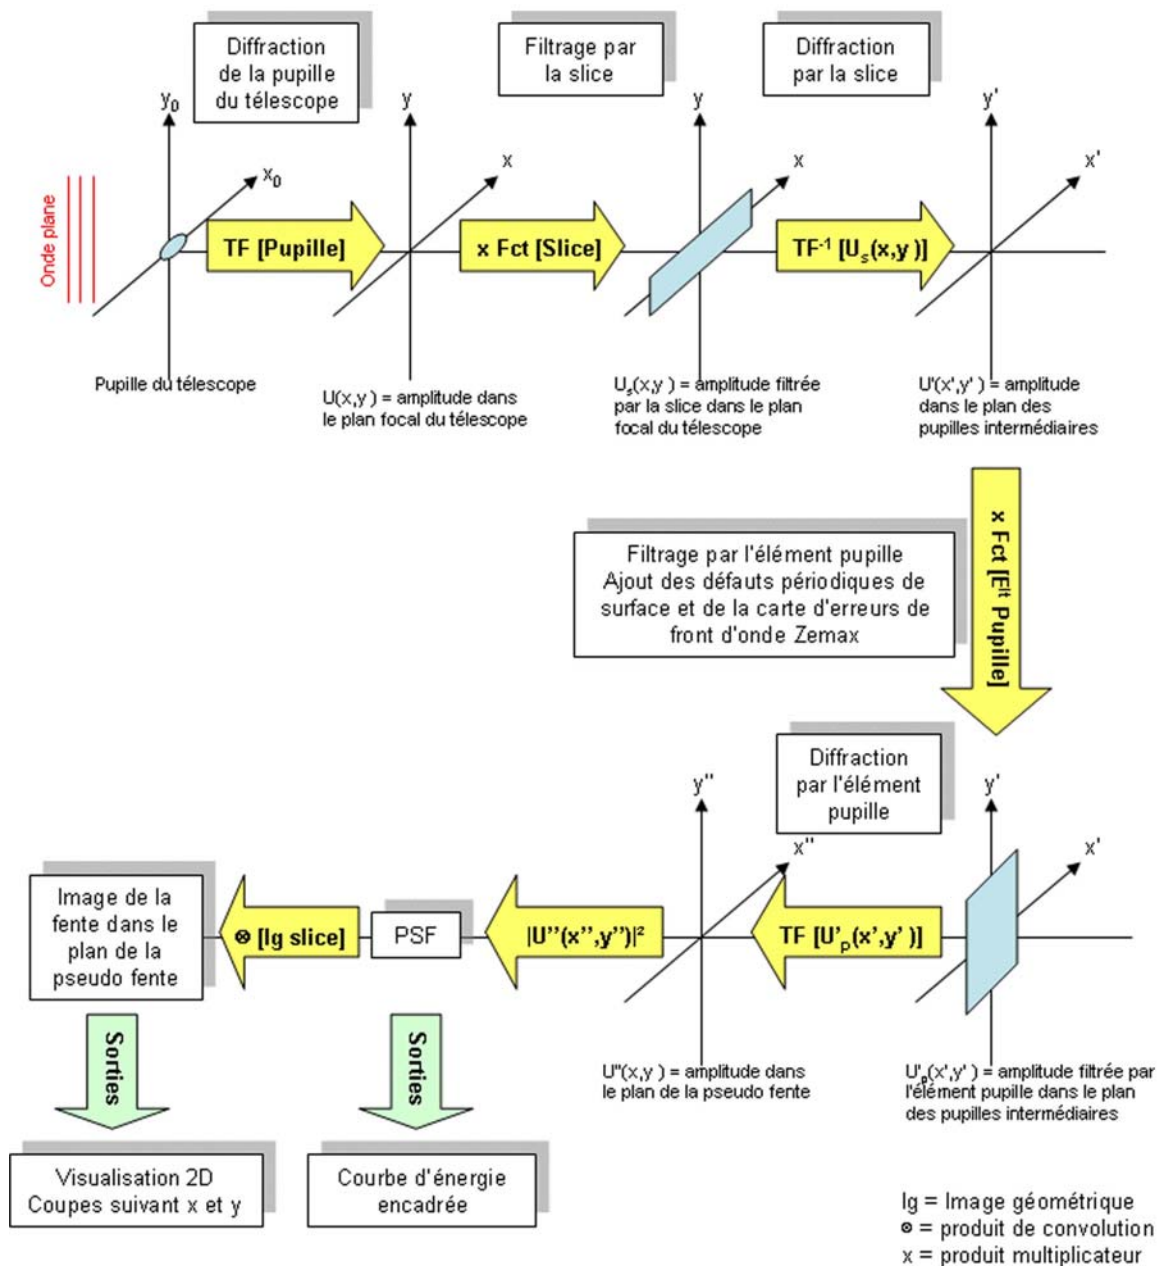 Diffraction
de la pupille
du télescope
Filtrage par
la slice
Diffraction
par la slice
y₀
y
y
y'
x₀
x
x
x'
Onde plane
TF [Pupille]
x Fct [Slice]
TF⁻¹ [Uₛ(x,y )]
Pupille du télescope
U(x,y ) = amplitude dans
le plan focal du télescope
Uₛ(x,y ) = amplitude filtrée
par la slice dans le plan
focal du télescope
U'(x',y' ) = amplitude
dans le plan des
pupilles intermédiaires
x Fct [Eˡᵗ Pupille]
Filtrage par l'élément pupille
Ajout des défauts périodiques de
surface et de la carte d'erreurs de
front d'onde Zemax
Diffraction
par l'élément
pupille
y''
y'
x''
x'
Image de la
fente dans le
plan de la
pseudo fente
⊗ [Ig slice]
PSF
|U''(x'',y'')|²
TF [U'ₚ(x',y' )]
Sorties
Sorties
U''(x,y ) = amplitude dans
le plan de la pseudo fente
U'ₚ(x',y' ) = amplitude filtrée par
l'élément pupille dans le plan
des pupilles intermédiaires
Visualisation 2D
Coupes suivant x et y
Courbe d'énergie
encadrée
Ig = Image géométrique
⊗ = produit de convolution
x = produit multiplicateur